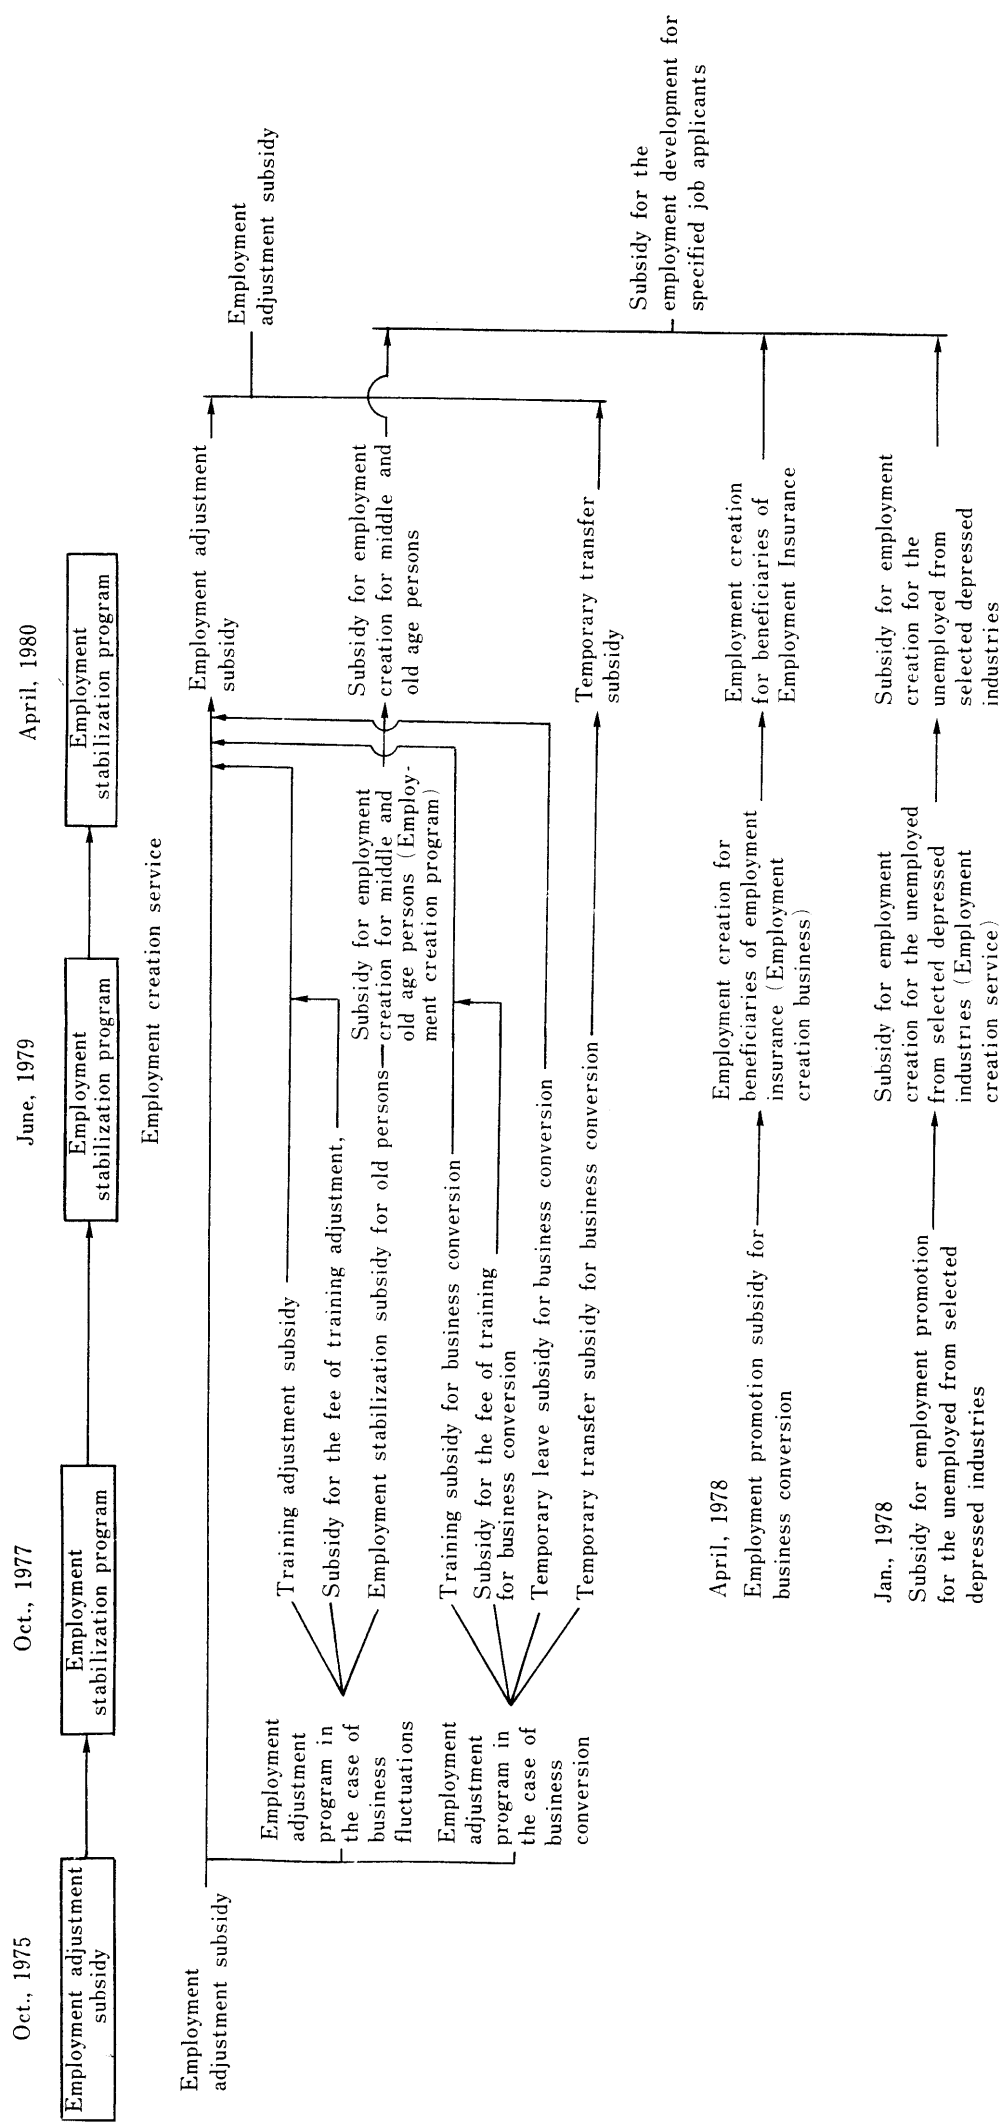 Oct., 1975
Oct., 1977
June, 1979
April, 1980
Employment adjustment
subsidy
Employment
stabilization program
Employment
stabilization program
Employment
stabilization program
Employment creation service
Employment
adjustment subsidy
Employment adjustment
subsidy
Employment
adjustment subsidy
Employment
adjustment
program in
the case of
business
fluctuations
Training adjustment subsidy
Subsidy for the fee of training adjustment,
Employment stabilization subsidy for old persons
Subsidy for employment
creation for middle and
old age persons (Employ-
ment creation program)
Subsidy for employment
creation for middle and
old age persons
Employment
adjustment
program in
the case of
business
conversion
Training subsidy for business conversion
Subsidy for the fee of training
for business conversion
Temporary leave subsidy for business conversion
Temporary transfer subsidy for business conversion
Temporary transfer
subsidy
Subsidy for the
employment development for
specified job applicants
April, 1978
Employment promotion subsidy for
business conversion
Employment creation for
beneficiaries of employment
insurance (Employment
creation business)
Employment creation
for beneficiaries of
Employment Insurance
Jan., 1978
Subsidy for employment promotion
for the unemployed from selected
depressed industries
Subsidy for employment
creation for the unemployed
from selected depressed
industries (Employment
creation service)
Subsidy for employment
creation for the
unemployed from
selected depressed
industries